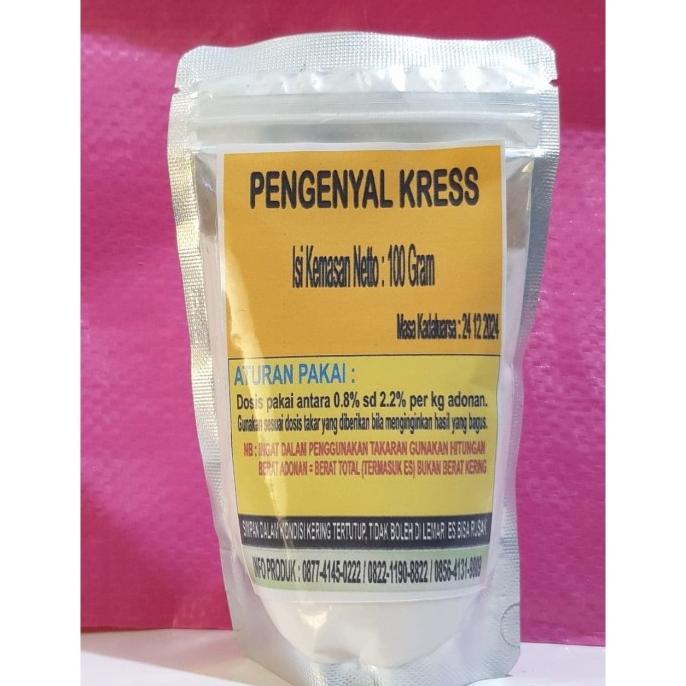 PENGENYAL KRESS
Isi Kemasan Netto : 100 Gram
Masa Kadaluarsa : 24 12 2024
ATURAN PAKAI :
Dosis pakai antara 0.8% sd 2.2% per kg adonan.
Gunakan sesuai dosis takar yang diberikan bila menginginkan hasil yang bagus.
NB : INGAT DALAM PENGGUNAKAN TAKARAN GUNAKAN HITUNGAN
BERAT ADONAN = BERAT TOTAL (TERMASUK ES) BUKAN BERAT KERING
SIMPAN DALAM KONDISI KERING TERTUTUP, TIDAK BOLEH DI LEMARI ES BISA RUSAK
INFO PRODUK : 0877-4145-0222 / 0822-1190-8822 / 0856-4131-9889